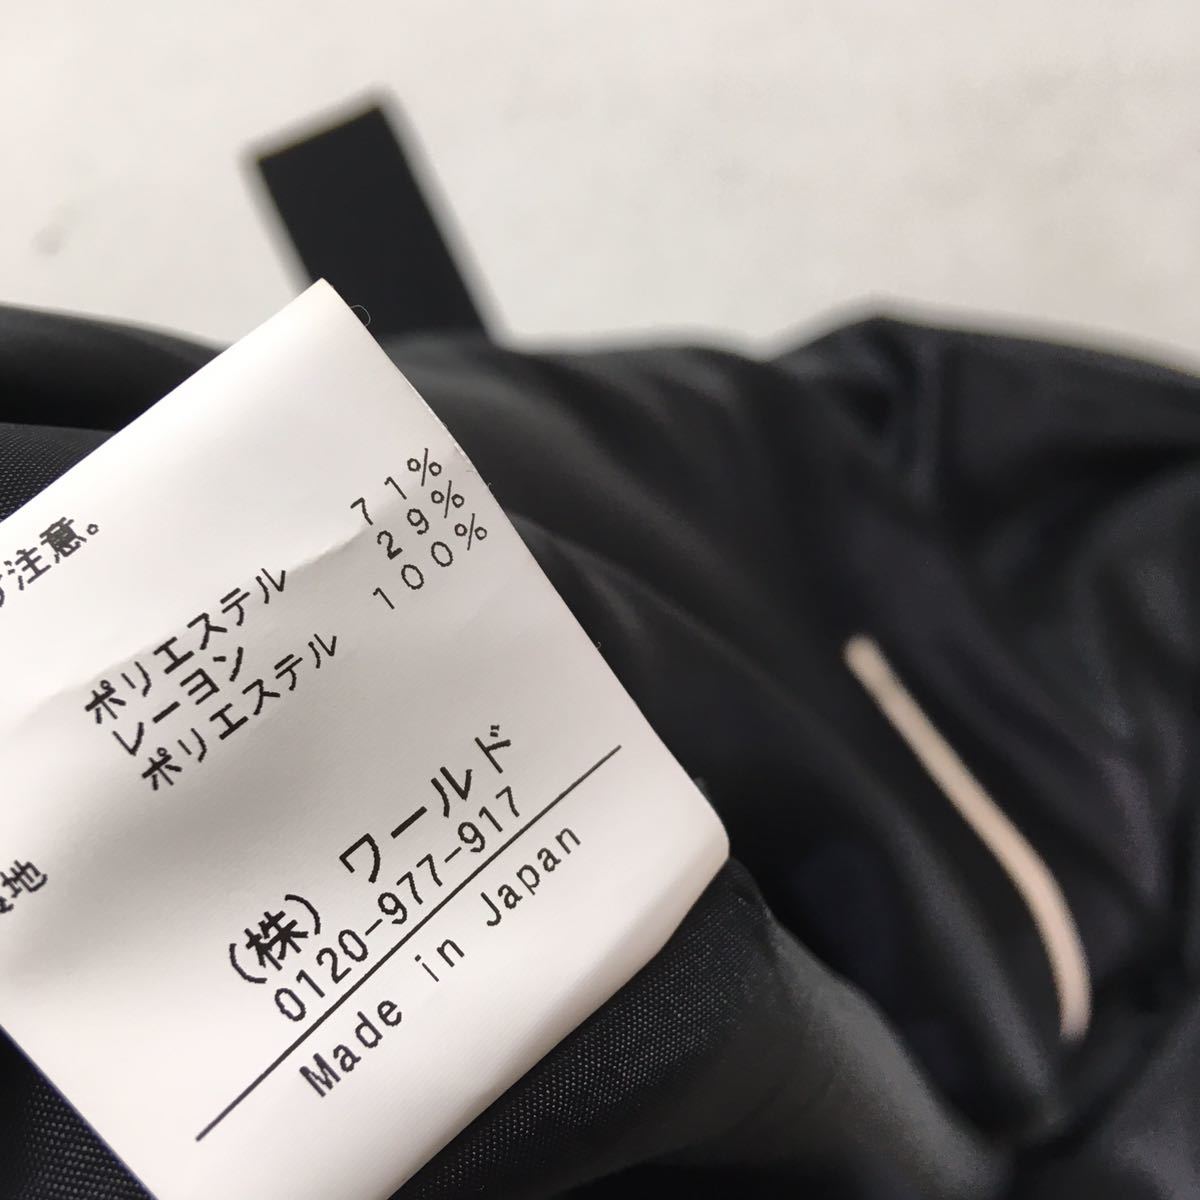 注意。
ポリエステル 71%
レーヨン 29%
ポリエステル 100%
地
(株) ワールド
0120-977-917
Made in Japan